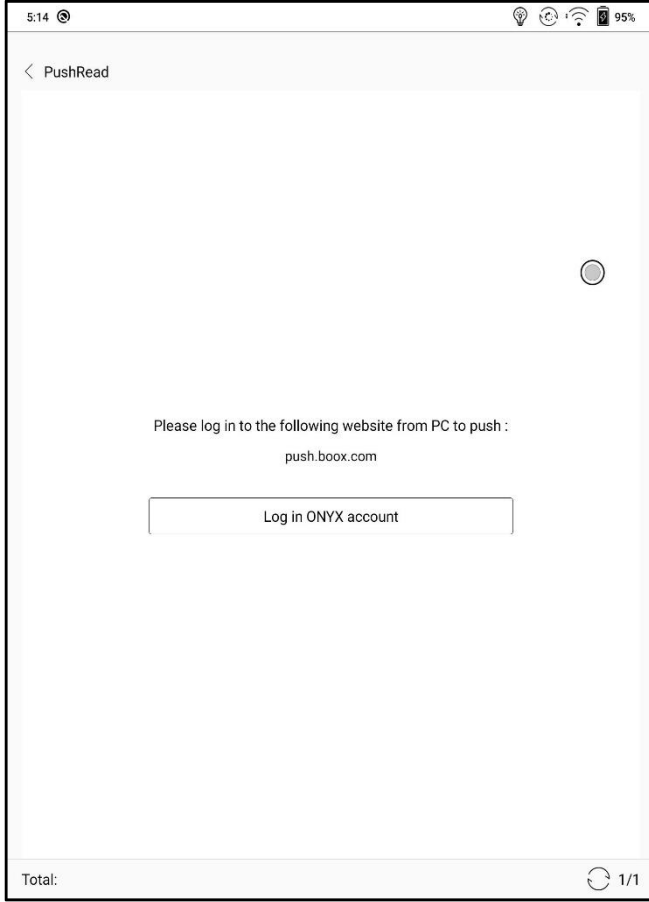 5:14
95%
PushRead
Please log in to the following website from PC to push :
push.boox.com
Log in ONYX account
Total:
1/1